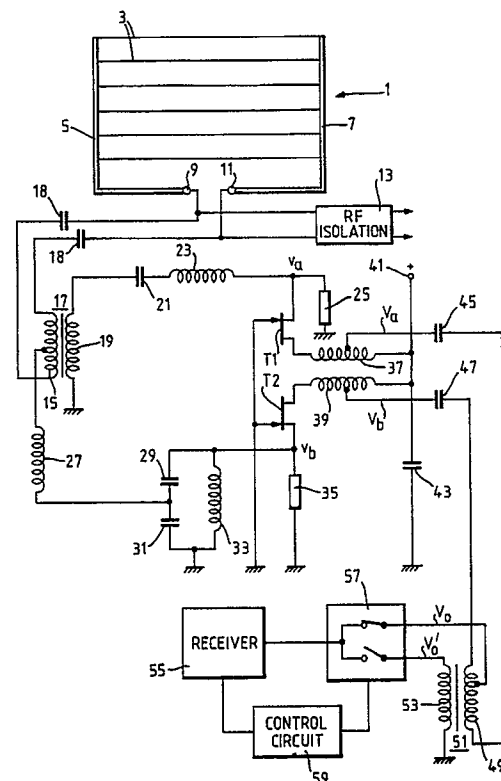 3
1
5
7
9
11
18
13
RF
ISOLATION
18
23
va
41
+
21
25
Va
45
17
19
T1
37
15
T2
39
47
Vb
27
29
vb
31
33
35
43
57
Vo
RECEIVER
Vo'
55
53
CONTROL
CIRCUIT
51
49
59